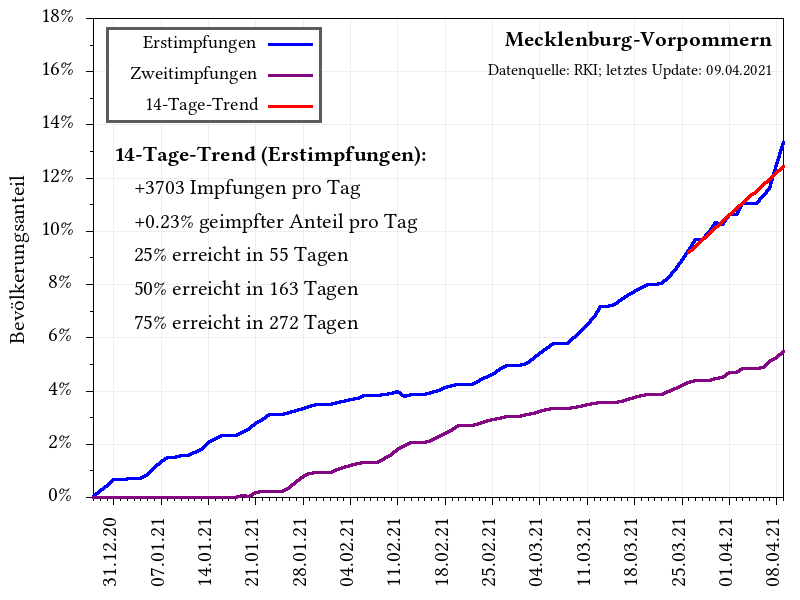 18%
16%
14%
12%
10%
8%
6%
4%
2%
0%
Bevölkerungsanteil
Erstimpfungen
Zweitimpfungen
14-Tage-Trend
Mecklenburg-Vorpommern
Datenquelle: RKI; letztes Update: 09.04.2021
14-Tage-Trend (Erstimpfungen):
+3703 Impfungen pro Tag
+0.23% geimpfter Anteil pro Tag
25% erreicht in 55 Tagen
50% erreicht in 163 Tagen
75% erreicht in 272 Tagen
31.12.20
07.01.21
14.01.21
21.01.21
28.01.21
04.02.21
11.02.21
18.02.21
25.02.21
04.03.21
11.03.21
18.03.21
25.03.21
01.04.21
08.04.21